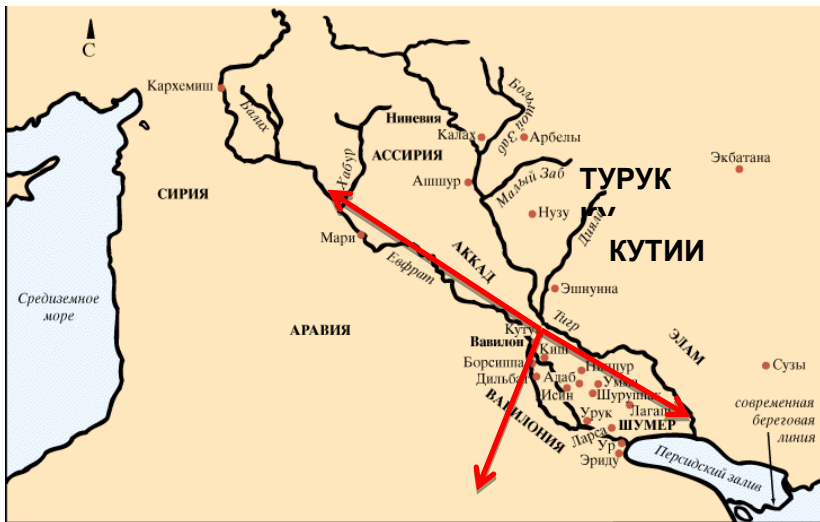 С
Кархемиш
Балих
Большой Заб
Ниневия
Калах
Арбелы
АССИРИЯ
Хабур
Экбатана
СИРИЯ
Ашшур
Малый Заб
ТУРУК
КУ
Нузу
Дияла
Мари
АККАД
КУТИИ
Евфрат
Эшнунна
Средиземное
море
АРАВИЯ
Тигр
Куту
Вавилон
Киш
ЭЛАМ
Борсиппа
Ниппур
Сузы
Дильбат
Адаб
Умма
Исин
Шуруппак
Лагаш
ВАВИЛОНИЯ
Урук
ШУМЕР
современная
береговая
линия
Ларса
Ур
Эриду
Персидский залив